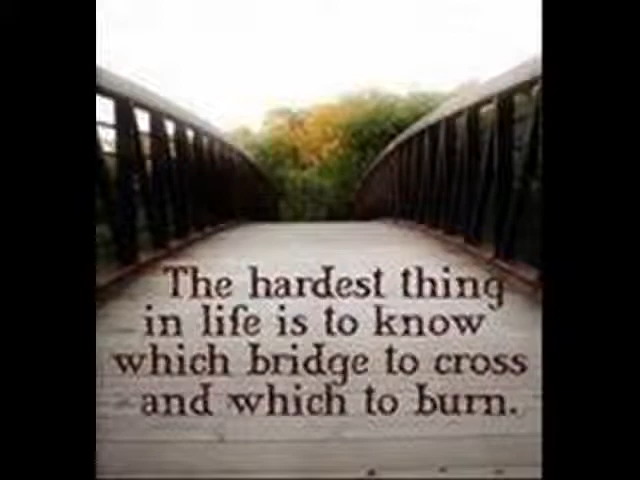 The hardest thing
in life is to know
which bridge to cross
and which to burn.